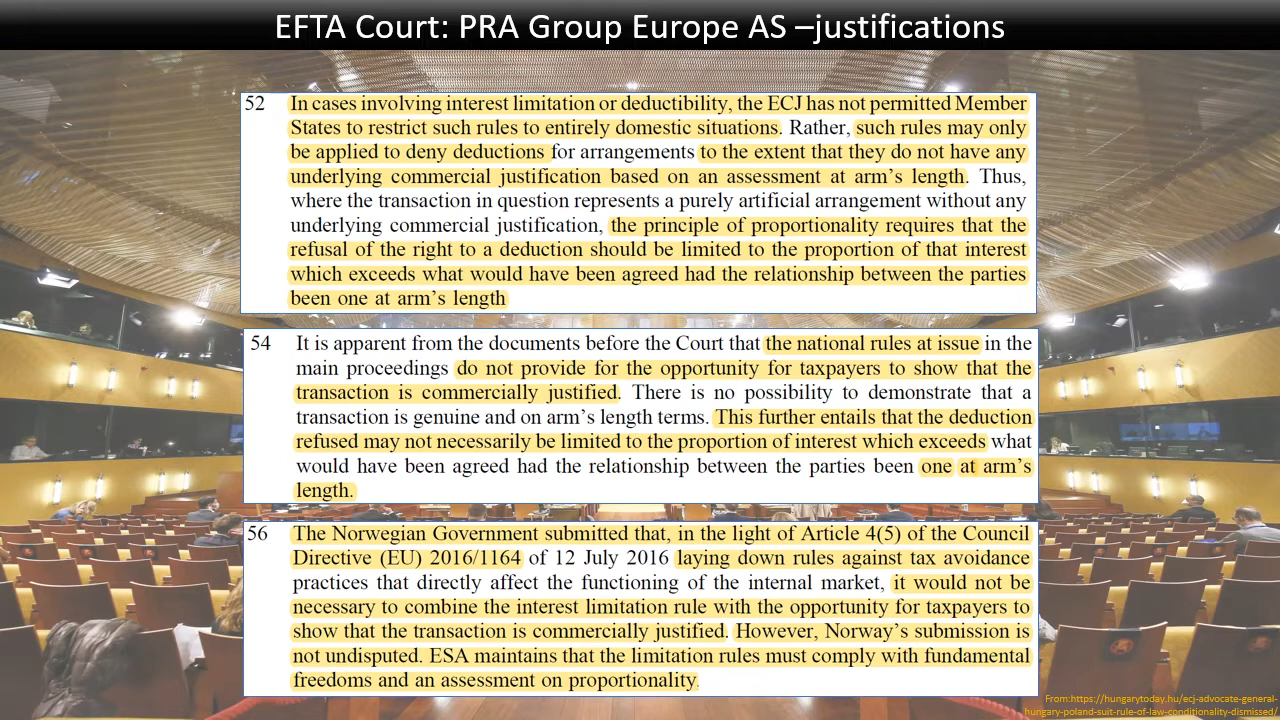 EFTA Court: PRA Group Europe AS –justifications
52 In cases involving interest limitation or deductibility, the ECJ has not permitted Member
States to restrict such rules to entirely domestic situations. Rather, such rules may only
be applied to deny deductions for arrangements to the extent that they do not have any
underlying commercial justification based on an assessment at arm’s length. Thus,
where the transaction in question represents a purely artificial arrangement without any
underlying commercial justification, the principle of proportionality requires that the
refusal of the right to a deduction should be limited to the proportion of that interest
which exceeds what would have been agreed had the relationship between the parties
been one at arm’s length
54 It is apparent from the documents before the Court that the national rules at issue in the
main proceedings do not provide for the opportunity for taxpayers to show that the
transaction is commercially justified. There is no possibility to demonstrate that a
transaction is genuine and on arm’s length terms. This further entails that the deduction
refused may not necessarily be limited to the proportion of interest which exceeds what
would have been agreed had the relationship between the parties been one at arm’s
length.
56 The Norwegian Government submitted that, in the light of Article 4(5) of the Council
Directive (EU) 2016/1164 of 12 July 2016 laying down rules against tax avoidance
practices that directly affect the functioning of the internal market, it would not be
necessary to combine the interest limitation rule with the opportunity for taxpayers to
show that the transaction is commercially justified. However, Norway’s submission is
not undisputed. ESA maintains that the limitation rules must comply with fundamental
freedoms and an assessment on proportionality.
From:https://hungarytoday.hu/ecj-advocate-general-
hungary-poland-suit-rule-of-law-conditionality-dismissed/